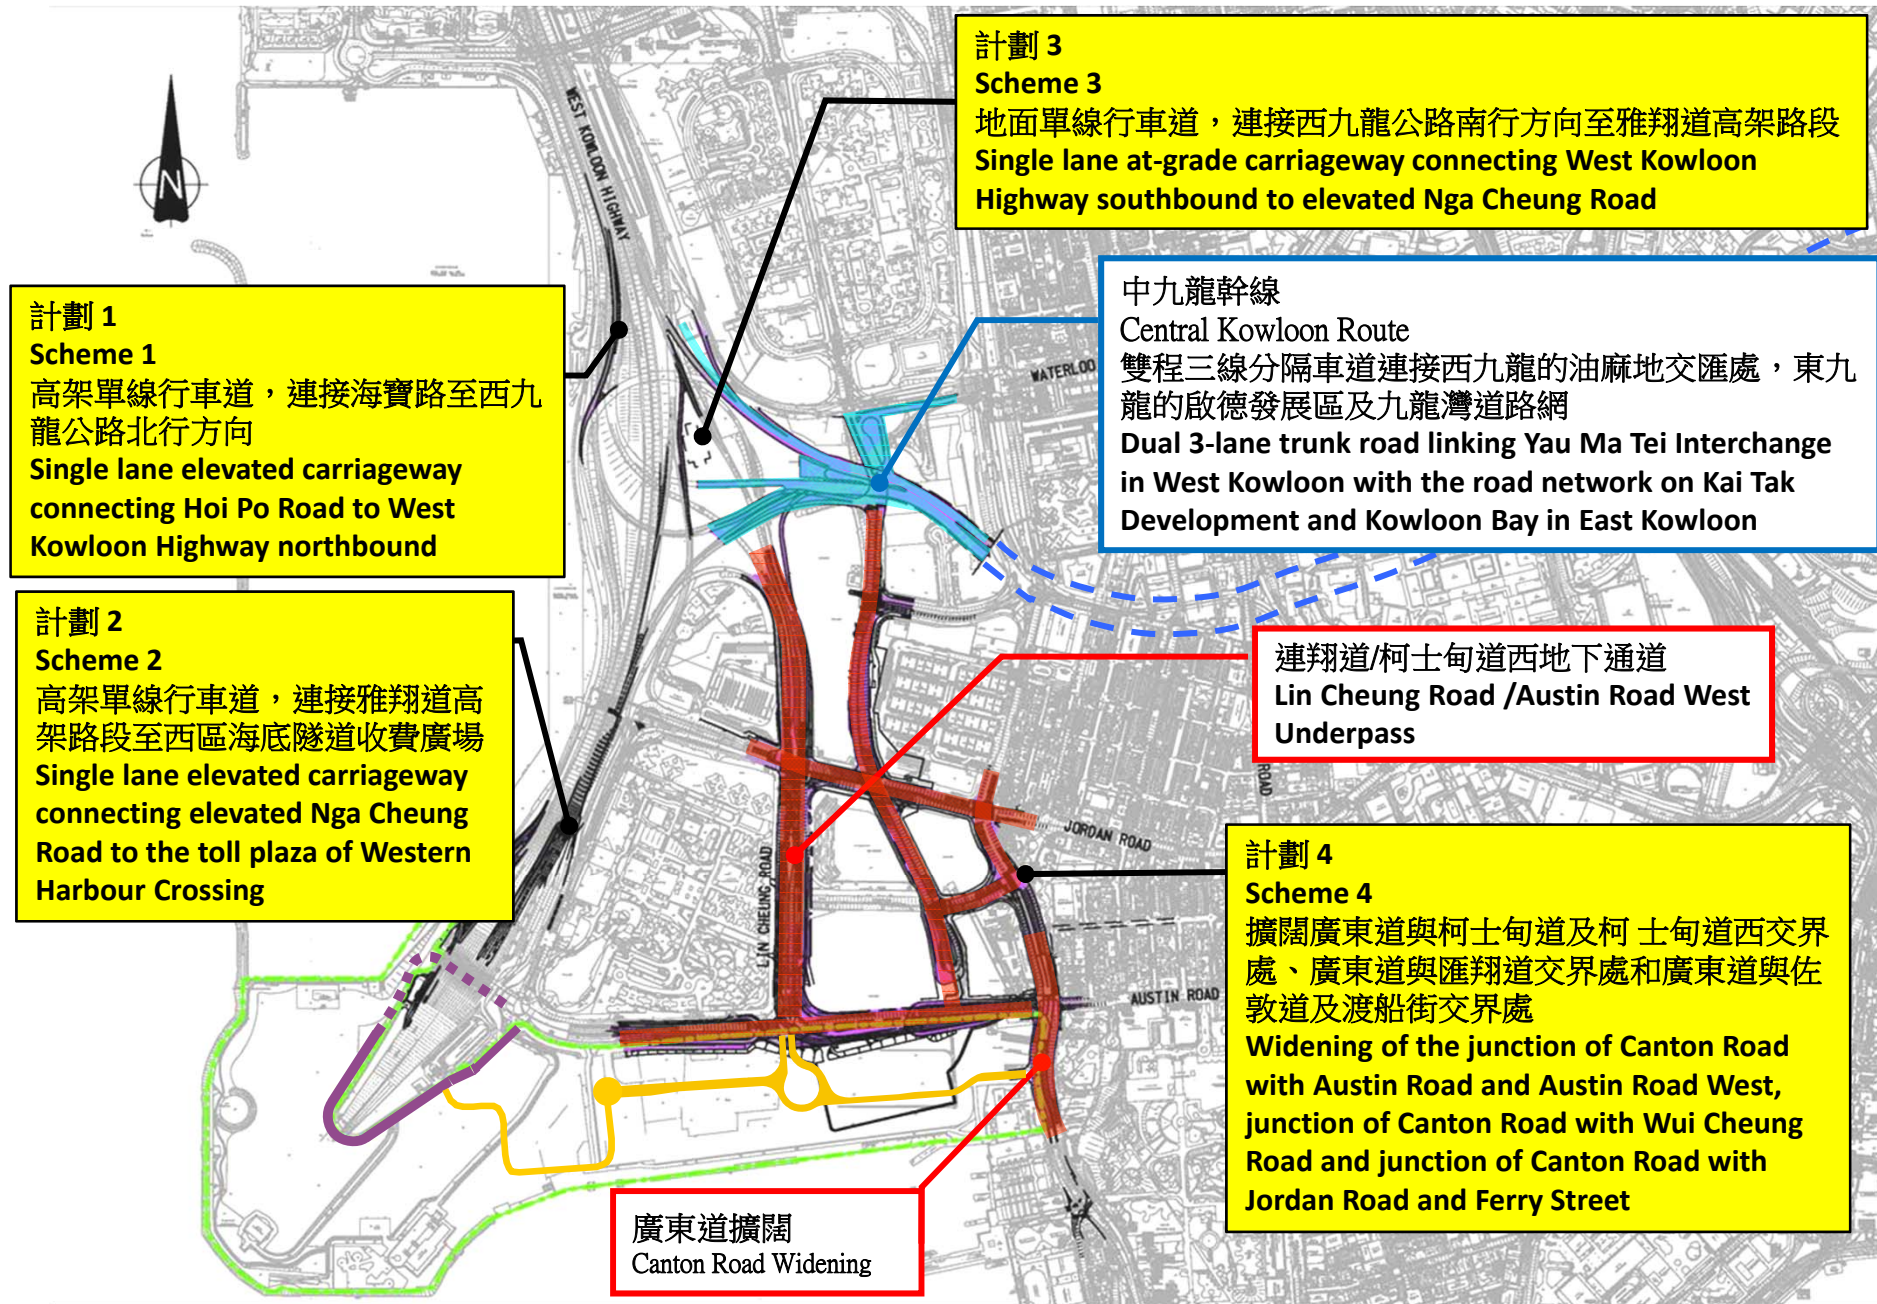 計劃 3
Scheme 3
地面單線行車道，連接西九龍公路南行方向至雅翔道高架路段
Single lane at-grade carriageway connecting West Kowloon
Highway southbound to elevated Nga Cheung Road
WEST KOWLOON HIGHWAY
N
計劃 1
Scheme 1
高架單線行車道，連接海寶路至西九
龍公路北行方向
Single lane elevated carriageway
connecting Hoi Po Road to West
Kowloon Highway northbound
中九龍幹線
Central Kowloon Route
雙程三線分隔車道連接西九龍的油麻地交匯處，東九
龍的啟德發展區及九龍灣道路網
Dual 3-lane trunk road linking Yau Ma Tei Interchange
in West Kowloon with the road network on Kai Tak
Development and Kowloon Bay in East Kowloon
WATERLOO
計劃 2
Scheme 2
高架單線行車道，連接雅翔道高
架路段至西區海底隧道收費廣場
Single lane elevated carriageway
connecting elevated Nga Cheung
Road to the toll plaza of Western
Harbour Crossing
連翔道/柯士甸道西地下通道
Lin Cheung Road /Austin Road West
Underpass
ROAD
JORDAN ROAD
LIN CHEUNG ROAD
AUSTIN ROAD
計劃 4
Scheme 4
擴闊廣東道與柯士甸道及柯 士甸道西交界
處、廣東道與匯翔道交界處和廣東道與佐
敦道及渡船街交界處
Widening of the junction of Canton Road
with Austin Road and Austin Road West,
junction of Canton Road with Wui Cheung
Road and junction of Canton Road with
Jordan Road and Ferry Street
廣東道擴闊
Canton Road Widening